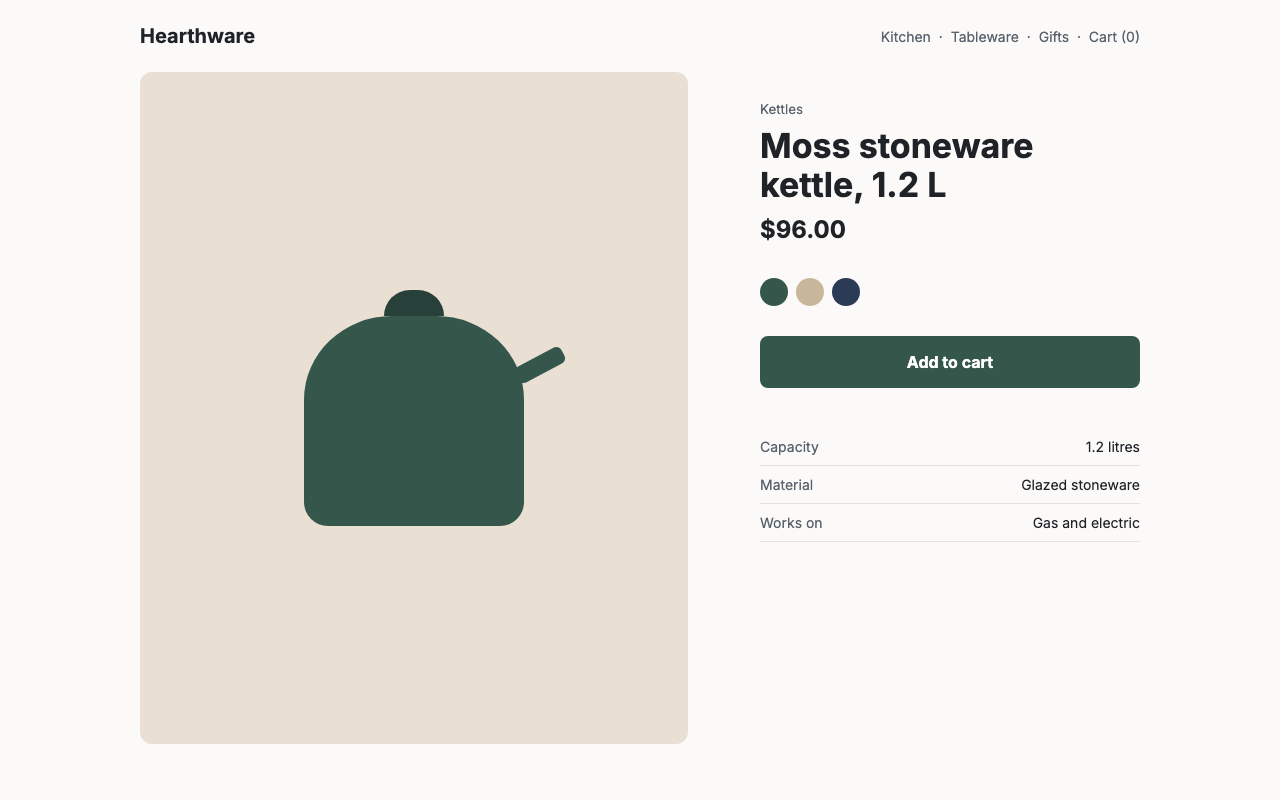 Hearthware
Kitchen · Tableware · Gifts · Cart (0)
Kettles
Moss stoneware
kettle, 1.2 L
$96.00
Add to cart
Capacity 1.2 litres
Material Glazed stoneware
Works on Gas and electric